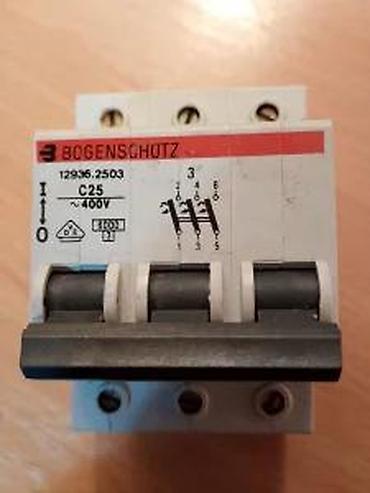 BOGENSCHÜTZ
12936.2503
3
C25
2 4 6
~ 400V
I
6000
3
O
1 3 5